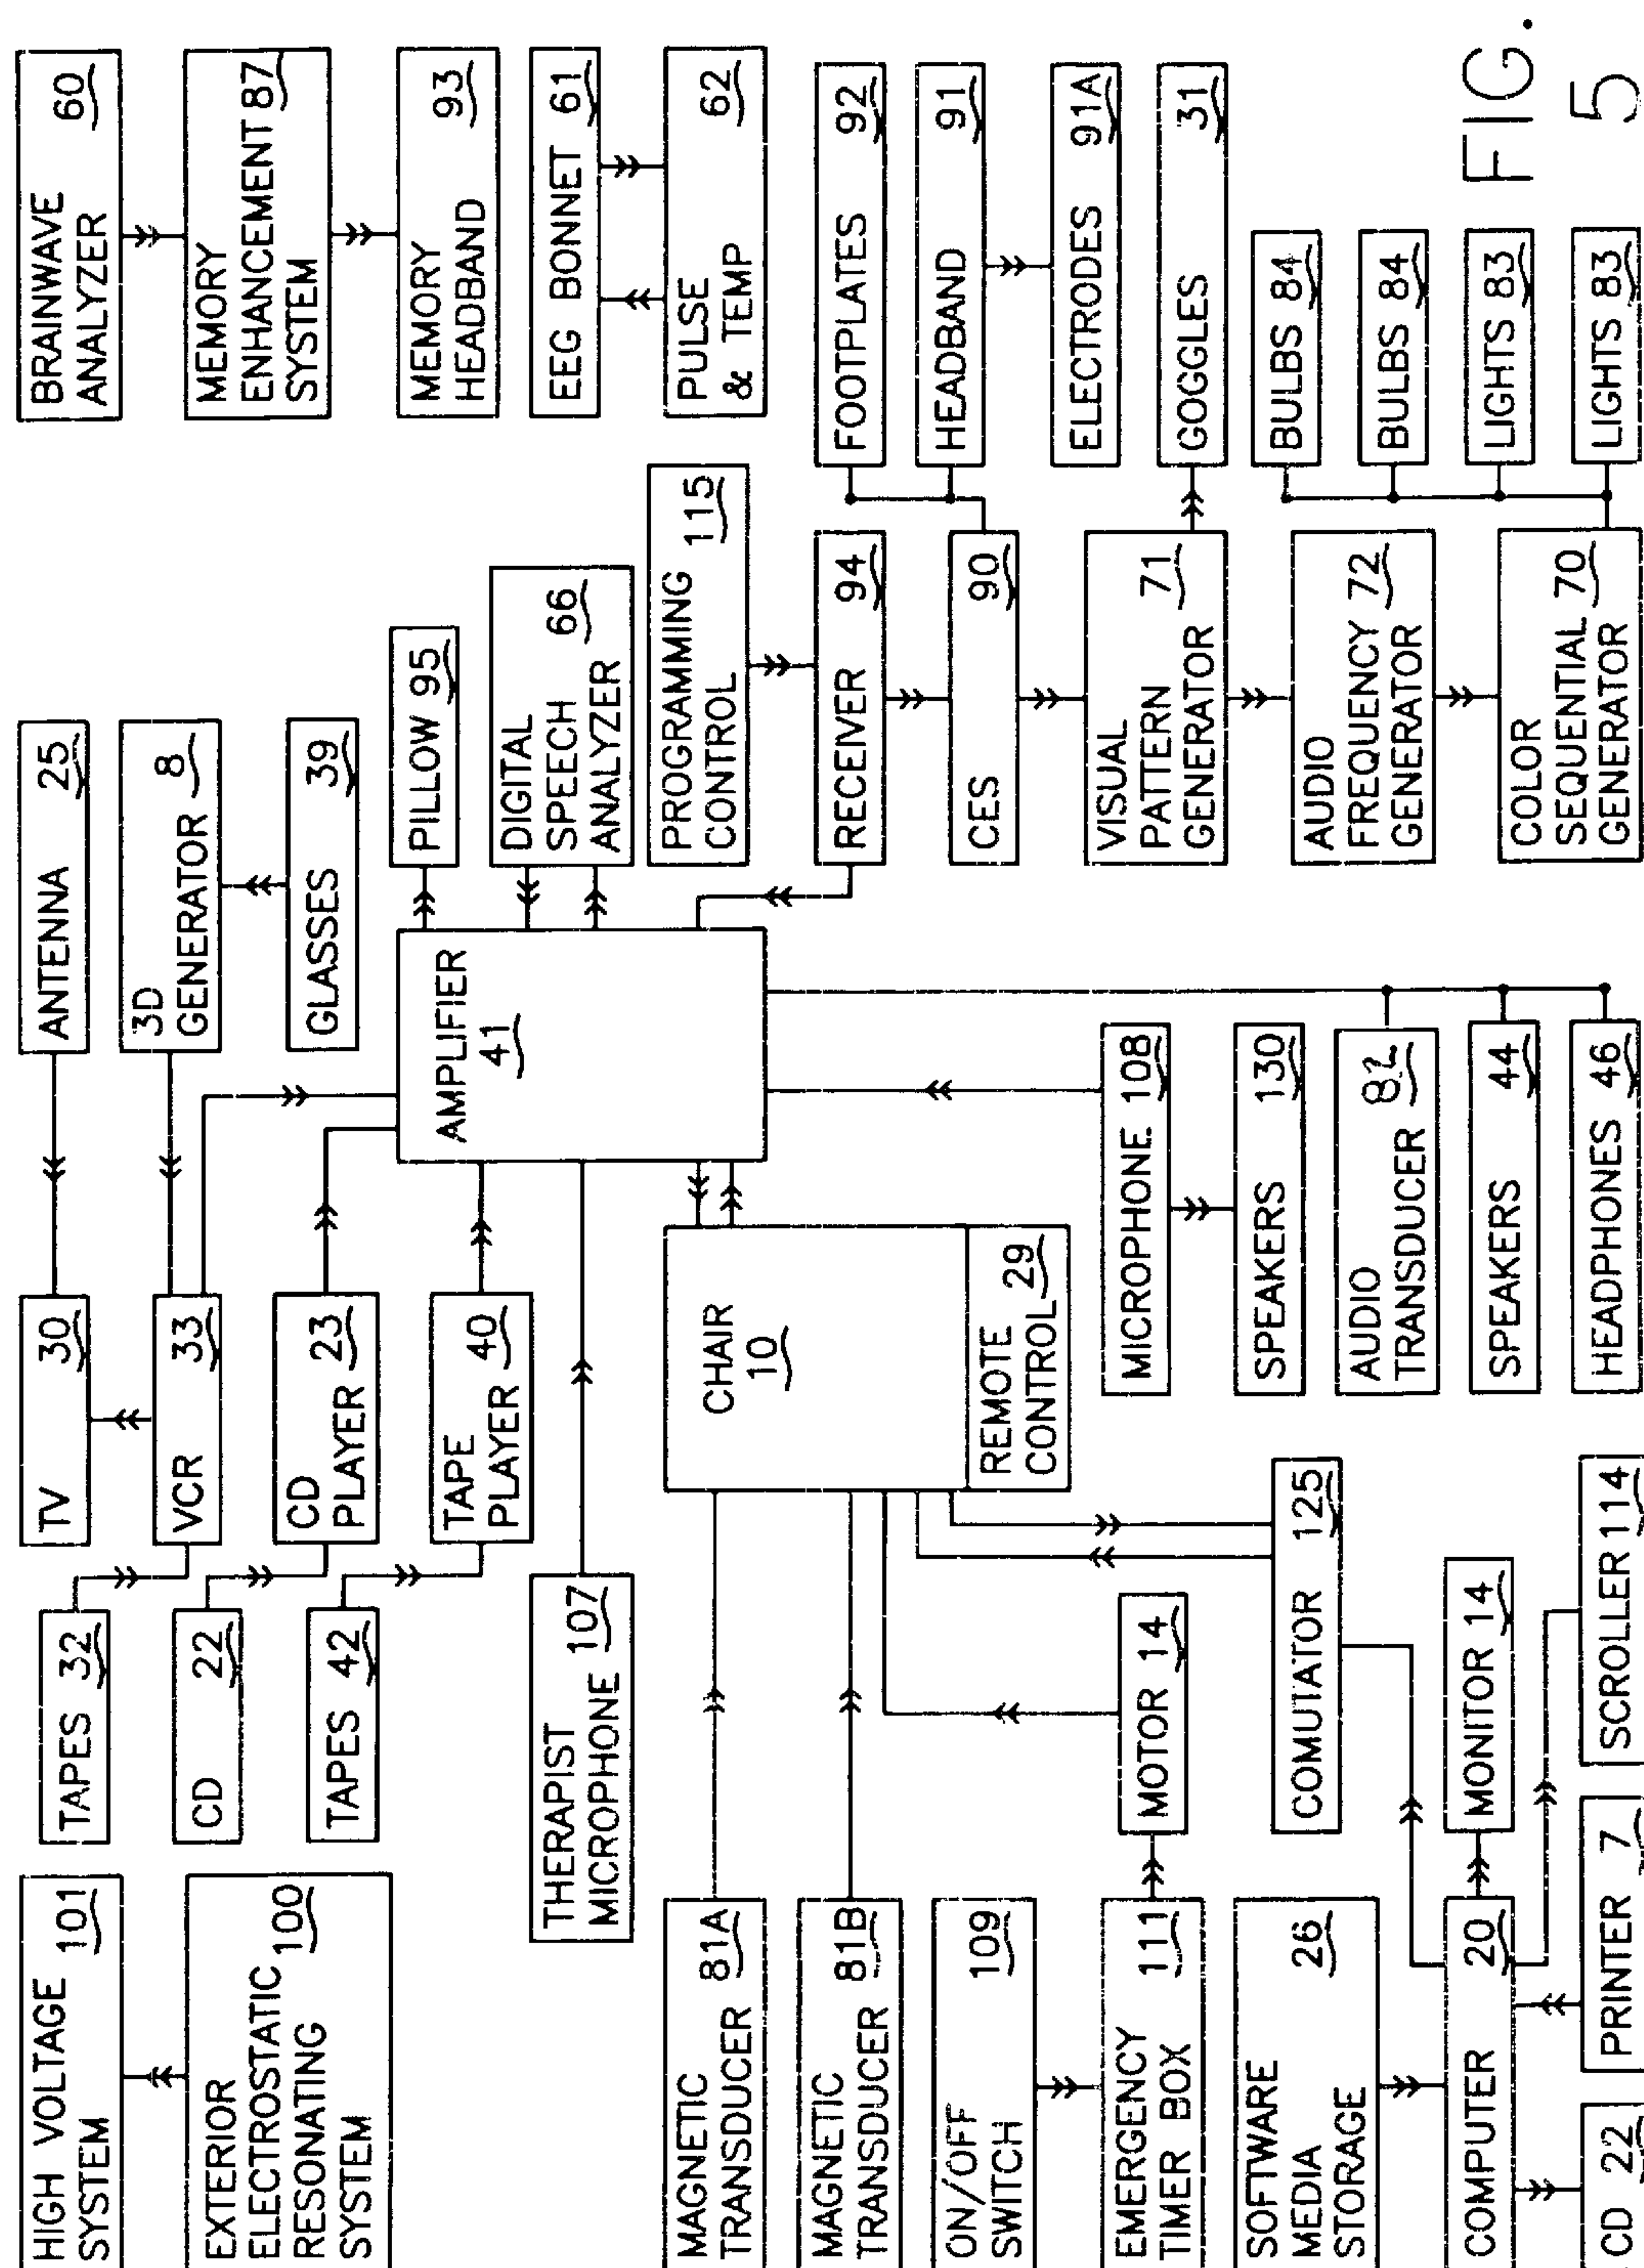 HIGH VOLTAGE
SYSTEM 101
EXTERIOR
ELECTROSTATIC
RESONATING 100
SYSTEM
TAPES 32
CD 22
TAPES 42
TV 30
VCR 33
CD
PLAYER 23
TAPE
PLAYER 40
ANTENNA 25
3D
GENERATOR 8
GLASSES 39
BRAINWAVE
ANALYZER 60
MEMORY
ENHANCEMENT 87
SYSTEM
MEMORY
HEADBAND 93
EEG BONNET 61
PULSE
& TEMP 62
THERAPIST
MICROPHONE 107
AMPLIFIER
41
PILLOW 95
DIGITAL
SPEECH 66
ANALYZER
PROGRAMMING
CONTROL 115
MAGNETIC
TRANSDUCER 81A
MAGNETIC
TRANSDUCER 81B
ON/OFF
SWITCH 109
EMERGENCY
TIMER BOX 111
MOTOR 14
CHAIR
10
REMOTE
CONTROL 29
RECEIVER 94
CES 90
VISUAL
PATTERN 71
GENERATOR
AUDIO
FREQUENCY 72
GENERATOR
COLOR
SEQUENTIAL 70
GENERATOR
FOOTPLATES 92
HEADBAND 91
ELECTRODES 91A
GOGGLES 31
BULBS 84
BULBS 84
LIGHTS 83
LIGHTS 83
MICROPHONE 108
SPEAKERS 130
AUDIO
TRANSDUCER 82
SPEAKERS 44
HEADPHONES 46
SOFTWARE
MEDIA 26
STORAGE
COMUTATOR 125
COMPUTER 20
MONITOR 14
CD 22
PRINTER 7
SCROLLER 114
FIG.
5